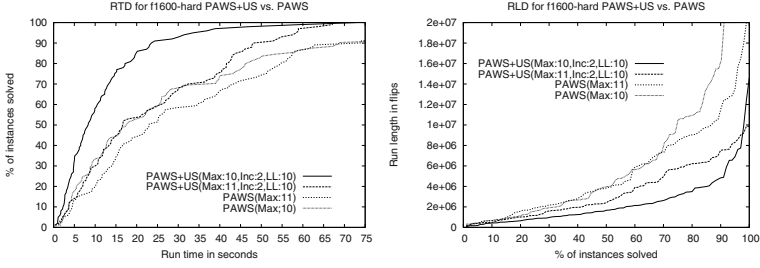 RTD for f1600-hard PAWS+US vs. PAWS
100
90
80
70
60
50
40
30
20
10
0
% of instances solved
PAWS+US(Max:10,Inc:2,LL:10)
PAWS+US(Max:11,Inc:2,LL:10)
PAWS(Max:11)
PAWS(Max;10)
0 5 10 15 20 25 30 35 40 45 50 55 60 65 70 75
Run time in seconds
RLD for f1600-hard PAWS+US vs. PAWS
2e+07
1.8e+07
1.6e+07
1.4e+07
1.2e+07
1e+07
8e+06
6e+06
4e+06
2e+06
0
Run length in flips
PAWS+US(Max:10,Inc:2,LL:10)
PAWS+US(Max:11,Inc:2,LL:10)
PAWS(Max:11)
PAWS(Max:10)
0 10 20 30 40 50 60 70 80 90 100
% of instances solved